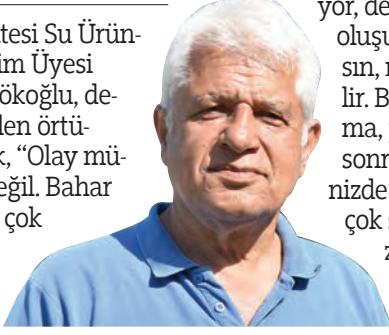 tesi Su Ürün-
im Üyesi
ökoğlu, de-
den örtü-
k, “Olay mü-
eğil. Bahar
çok
yor, de
oluşu
sın, n
lir. B
ma,
sonr
nizde
çok s
z